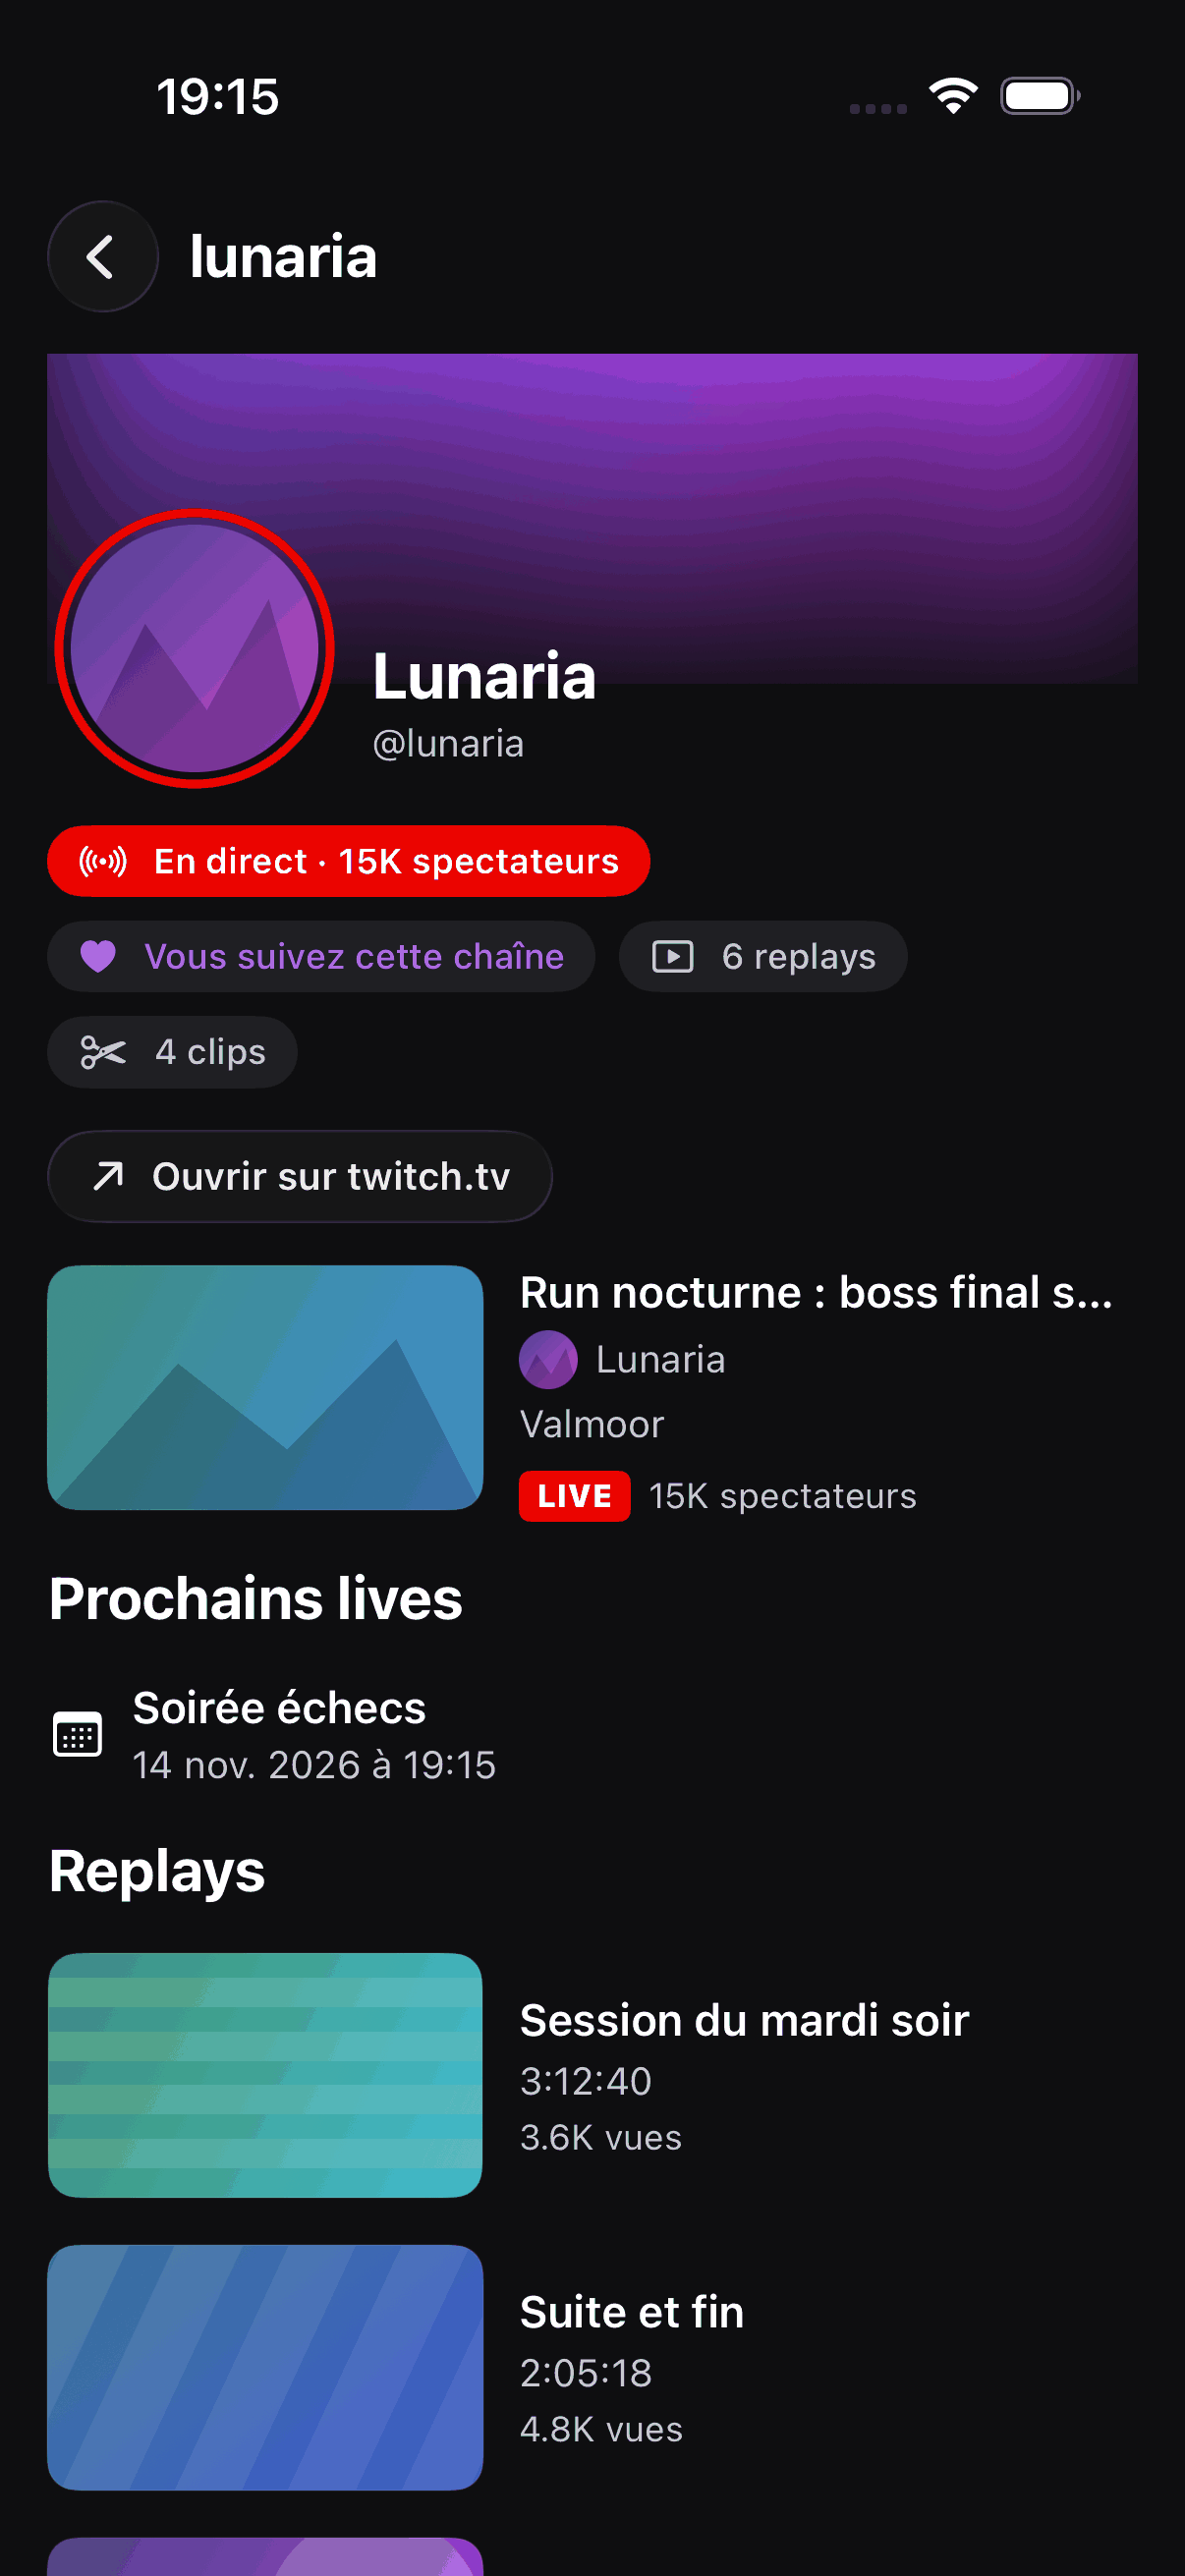 19:15
lunaria
Lunaria
@lunaria
En direct · 15K spectateurs
Vous suivez cette chaîne
6 replays
4 clips
Ouvrir sur twitch.tv
Run nocturne : boss final s...
Lunaria
Valmoor
LIVE 15K spectateurs
Prochains lives
Soirée échecs
14 nov. 2026 à 19:15
Replays
Session du mardi soir
3:12:40
3.6K vues
Suite et fin
2:05:18
4.8K vues